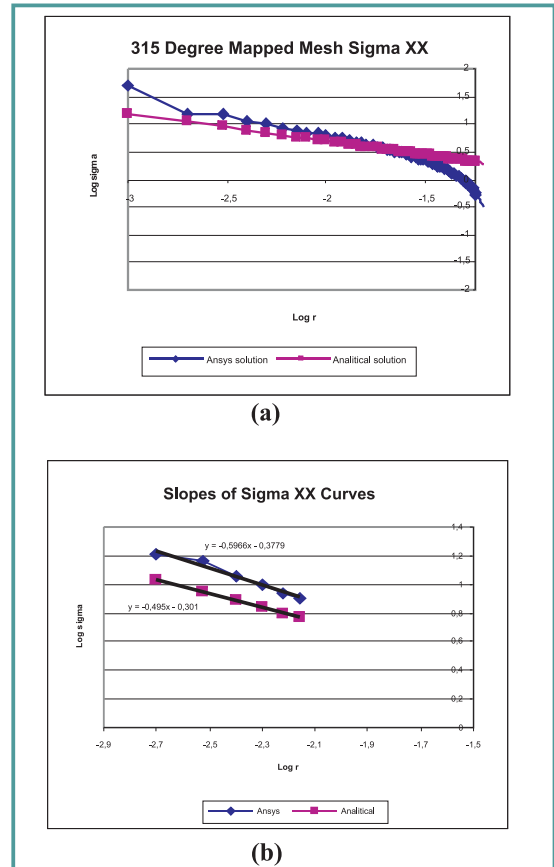 315 Degree Mapped Mesh Sigma XX
2
1,5
1
0,5
0
-0,5
1
-1,5
-2
-3
-2,5
-2
-1,5
Log sigma
Log r
Ansys solution
Analitical solution
(a)
Slopes of Sigma XX Curves
1,4
1,2
1
0,8
0,6
0,4
0,2
0
y = -0,5966x - 0,3779
y = -0,495x - 0,301
-2,9
-2,7
-2,5
-2,3
-2,1
-1,9
-1,7
-1,5
Log sigma
Log r
Ansys
Analitical
(b)